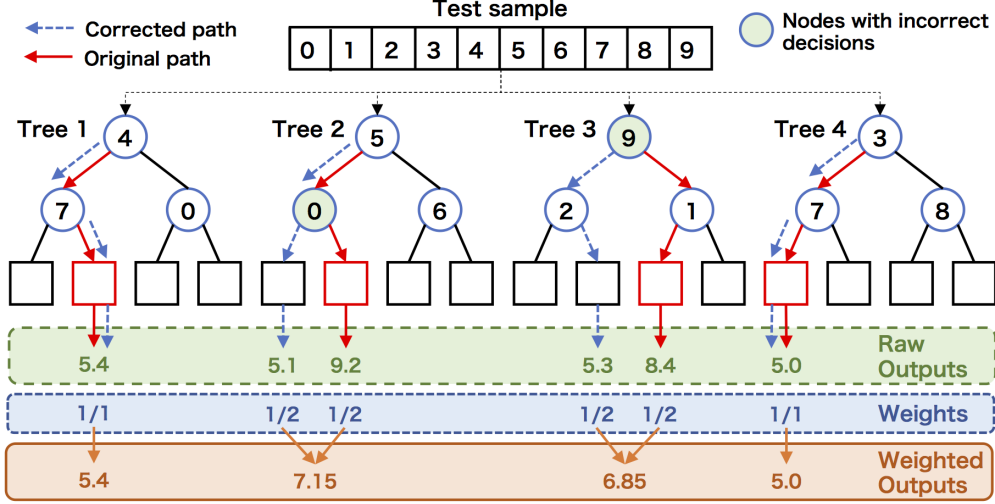 Test sample
Corrected path
Original path
0 1 2 3 4 5 6 7 8 9
Nodes with incorrect
decisions
Tree 1
4
7
0
Tree 2
5
0
6
Tree 3
9
2
1
Tree 4
3
7
8
5.4 5.1 9.2 5.3 8.4 5.0
Raw
Outputs
1/1 1/2 1/2 1/2 1/2 1/1
Weights
5.4 7.15 6.85 5.0
Weighted
Outputs